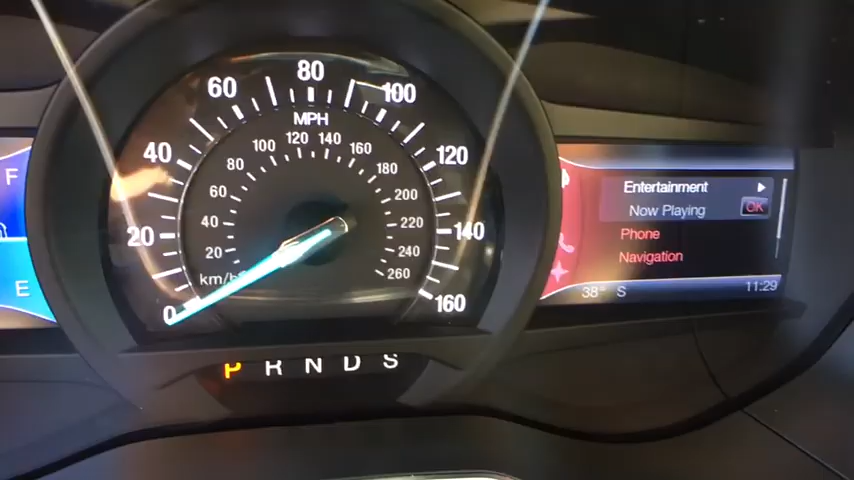 F
E
60
80
100
MPH
40
120
20
140
0
160
100
120
140
160
80
180
60
200
40
220
20
240
km/h
260
P R N D S
Entertainment
Now Playing
OK
Phone
Navigation
38° S
11:29